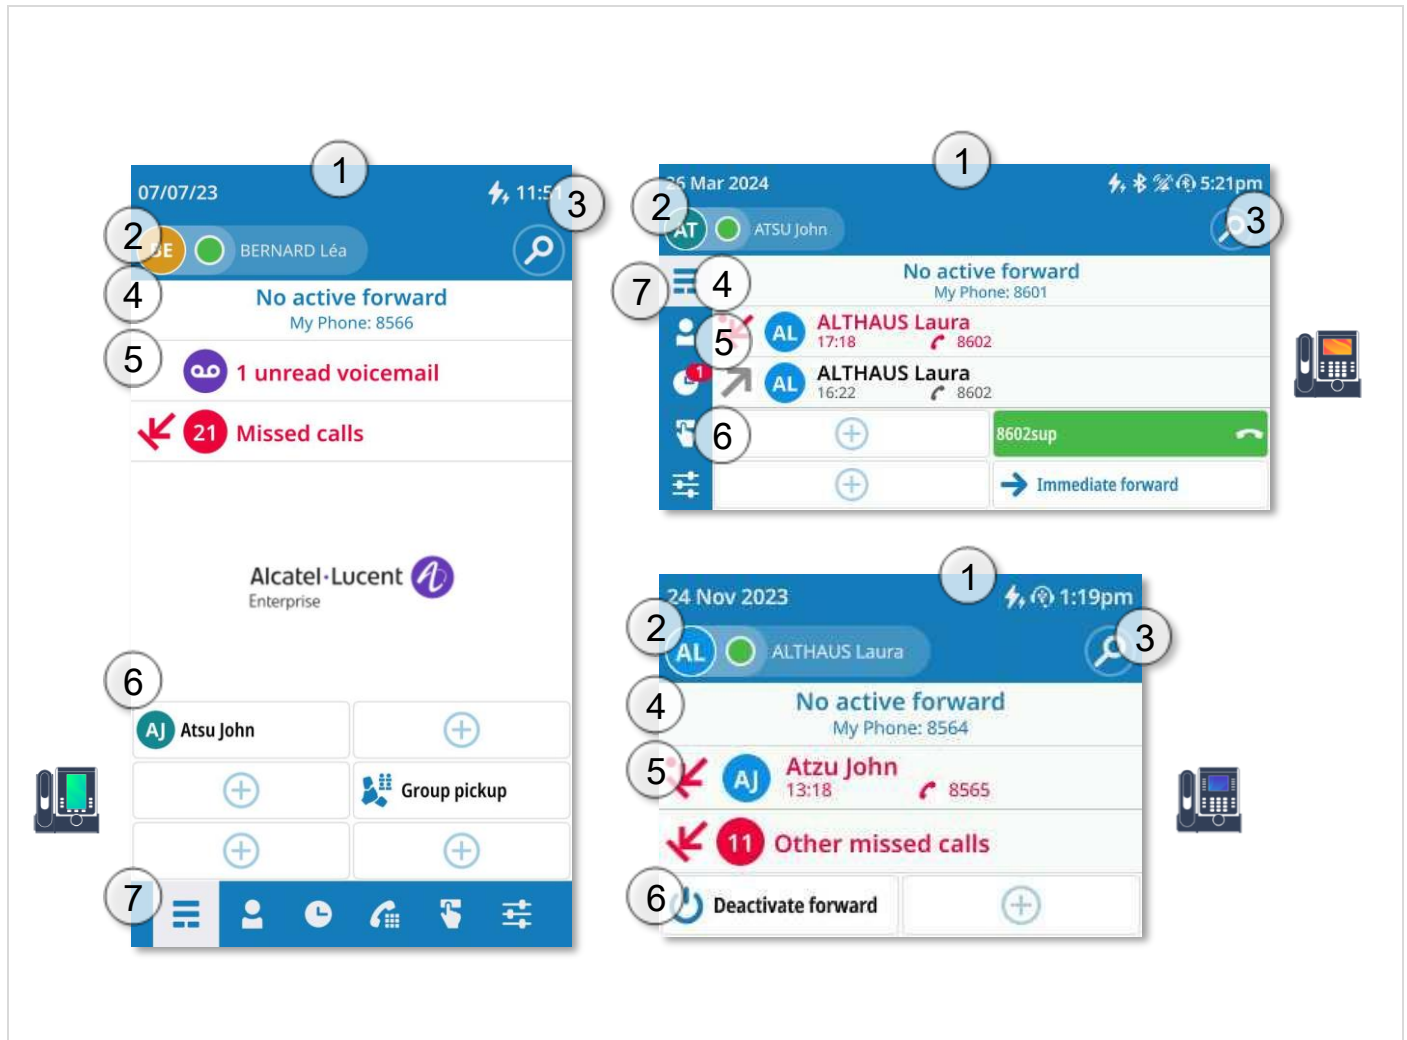 1
07/07/23
11:51
3
2
BE
BERNARD Léa
4
No active forward
My Phone: 8566
5
1 unread voicemail
21 Missed calls
Alcatel·Lucent
Enterprise
6
AJ Atsu John
Group pickup
7
1
26 Mar 2024
5:21pm
2
3
AT
ATSU John
7
4
No active forward
My Phone: 8601
5
AL
ALTHAUS Laura
17:18 8602
1
AL
ALTHAUS Laura
16:22 8602
6
8602sup
Immediate forward
1
24 Nov 2023
1:19pm
2
3
AL
ALTHAUS Laura
4
No active forward
My Phone: 8564
5
AJ
Atzu John
13:18 8565
11 Other missed calls
6
Deactivate forward